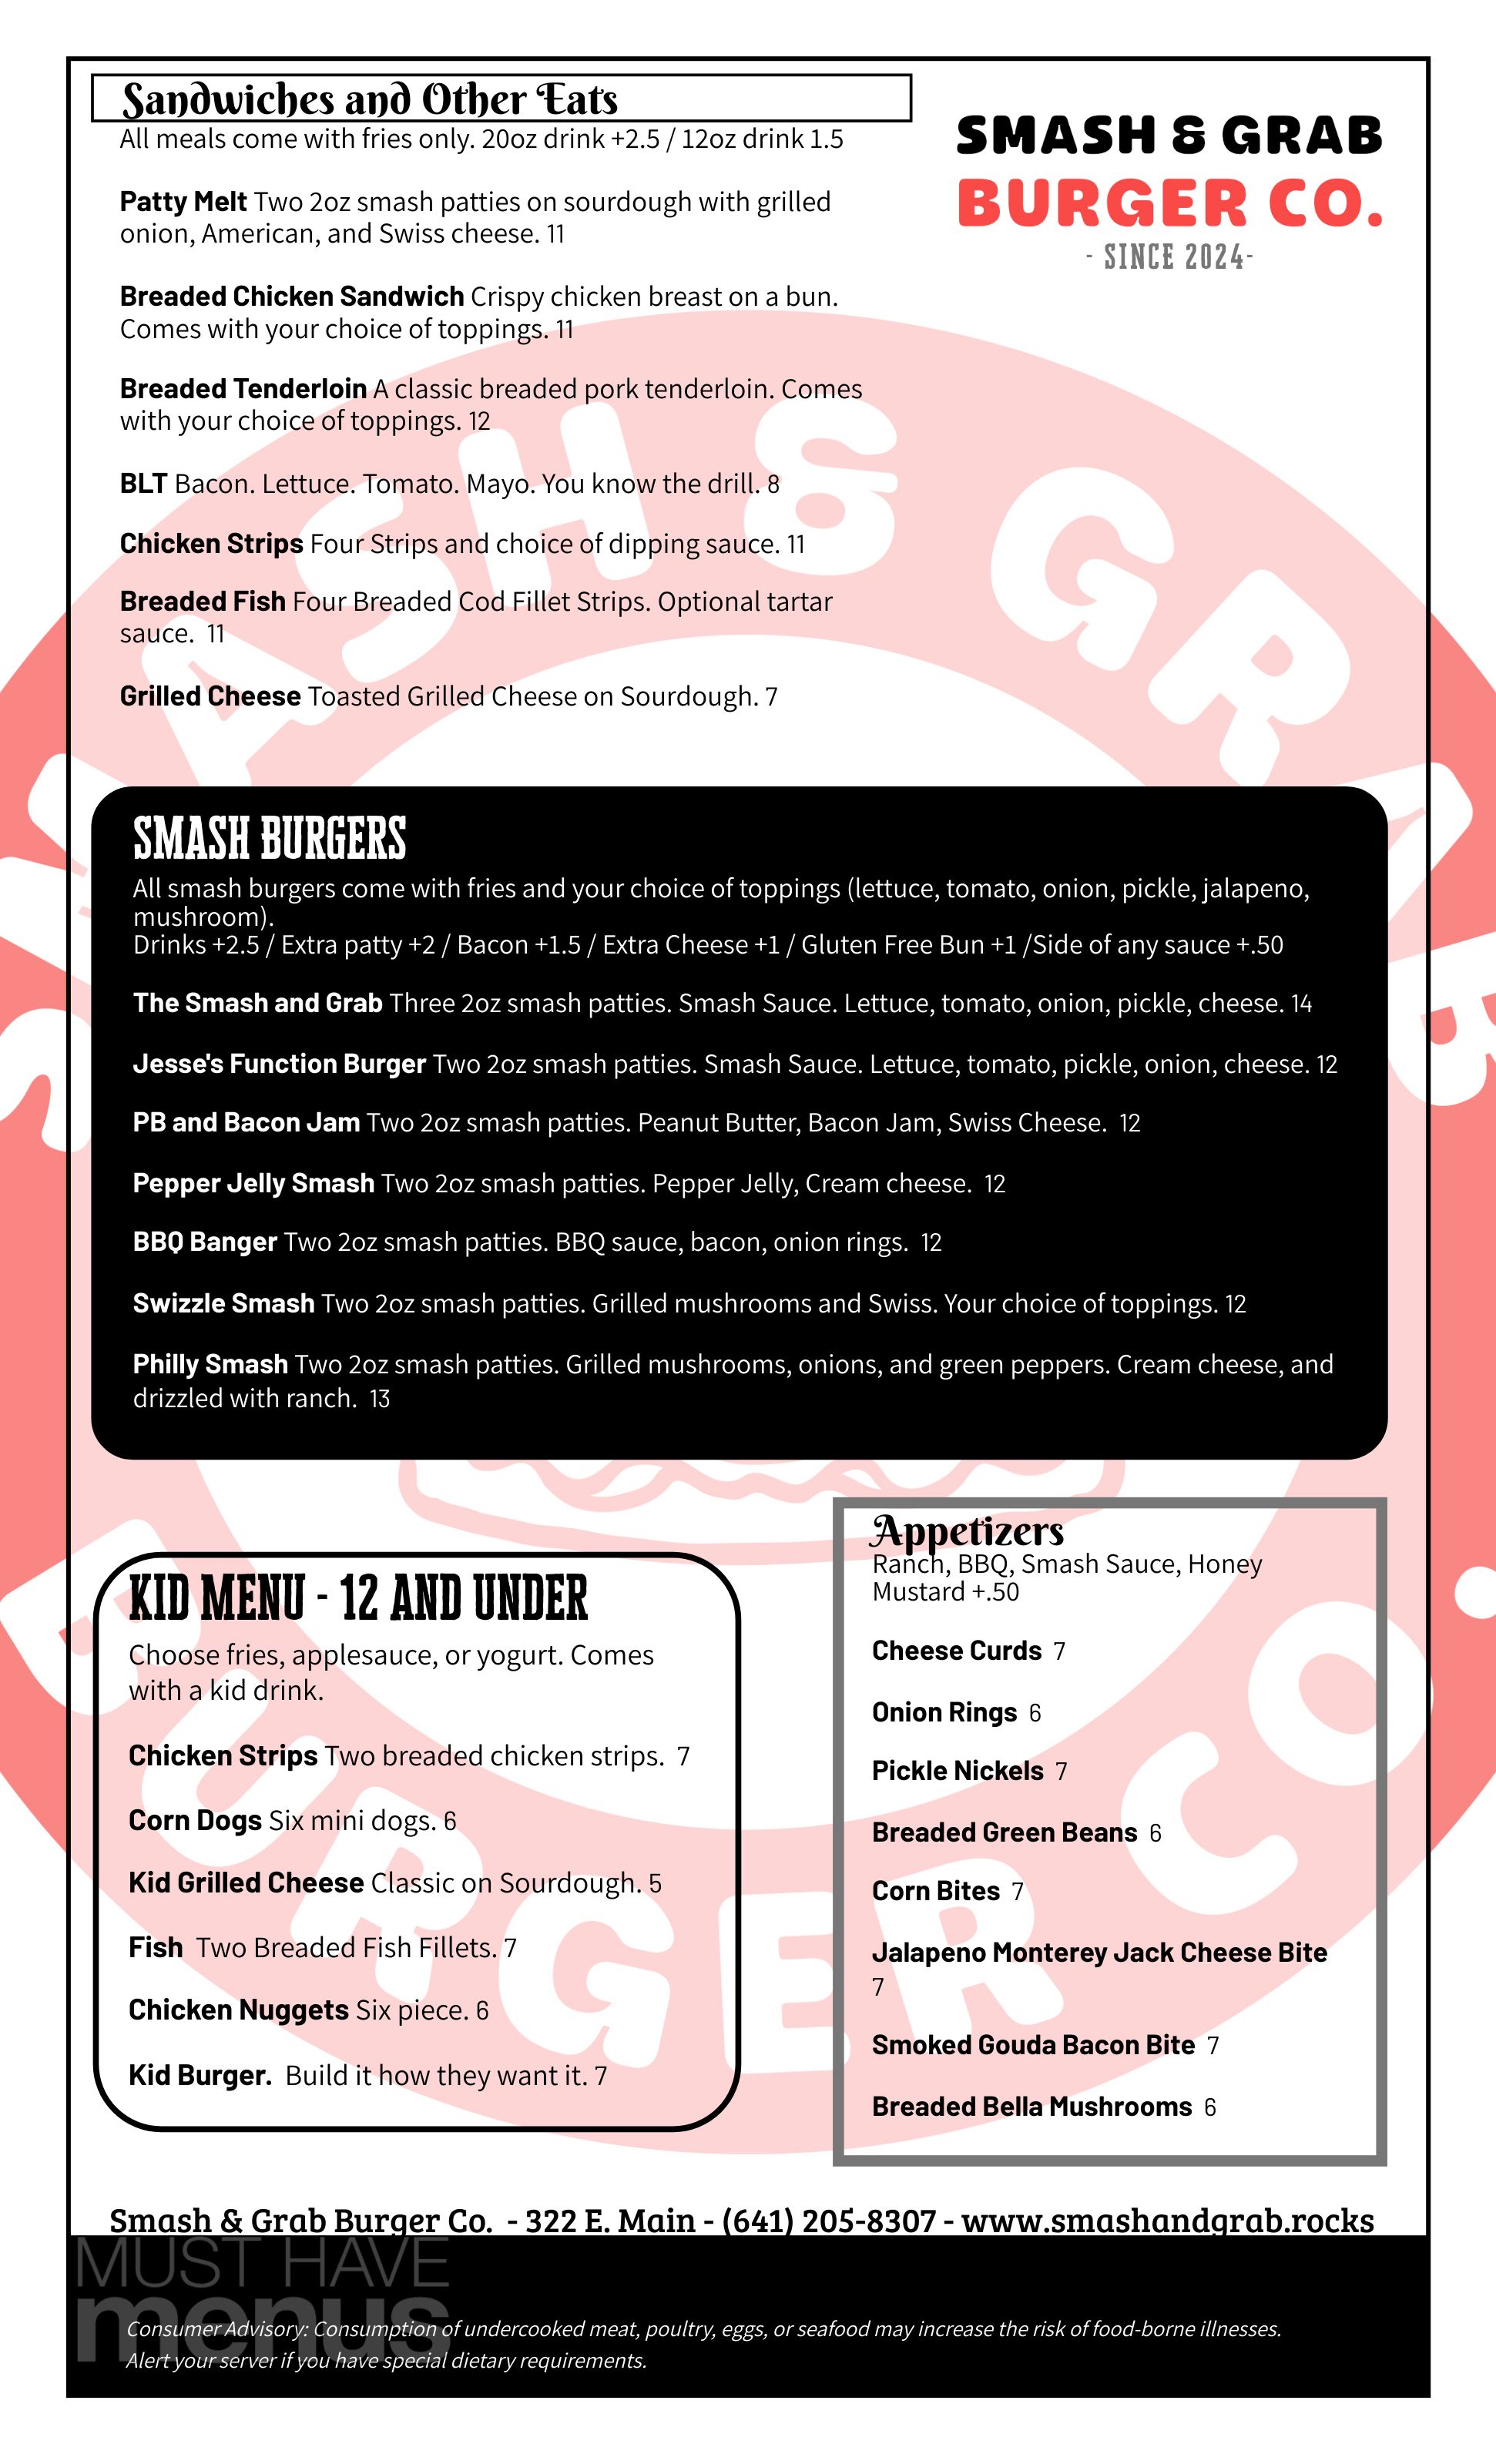 Sandwiches and Other Eats
All meals come with fries only. 20oz drink +2.5 / 12oz drink 1.5
Patty Melt Two 2oz smash patties on sourdough with grilled
onion, American, and Swiss cheese. 11
Breaded Chicken Sandwich Crispy chicken breast on a bun.
Comes with your choice of toppings. 11
Breaded Tenderloin A classic breaded pork tenderloin. Comes
with your choice of toppings. 12
BLT Bacon. Lettuce. Tomato. Mayo. You know the drill. 8
Chicken Strips Four Strips and choice of dipping sauce. 11
Breaded Fish Four Breaded Cod Fillet Strips. Optional tartar
sauce. 11
Grilled Cheese Toasted Grilled Cheese on Sourdough. 7
SMASH & GRAB
BURGER CO.
- SINCE 2024-
SMASH & GRAB
SMASH BURGERS
All smash burgers come with fries and your choice of toppings (lettuce, tomato, onion, pickle, jalapeno,
mushroom).
Drinks +2.5 / Extra patty +2 / Bacon +1.5 / Extra Cheese +1 / Gluten Free Bun +1 /Side of any sauce +.50
The Smash and Grab Three 2oz smash patties. Smash Sauce. Lettuce, tomato, onion, pickle, cheese. 14
Jesse's Function Burger Two 2oz smash patties. Smash Sauce. Lettuce, tomato, pickle, onion, cheese. 12
PB and Bacon Jam Two 2oz smash patties. Peanut Butter, Bacon Jam, Swiss Cheese. 12
Pepper Jelly Smash Two 2oz smash patties. Pepper Jelly, Cream cheese. 12
BBQ Banger Two 2oz smash patties. BBQ sauce, bacon, onion rings. 12
Swizzle Smash Two 2oz smash patties. Grilled mushrooms and Swiss. Your choice of toppings. 12
Philly Smash Two 2oz smash patties. Grilled mushrooms, onions, and green peppers. Cream cheese, and
drizzled with ranch. 13
KID MENU - 12 AND UNDER
Choose fries, applesauce, or yogurt. Comes
with a kid drink.
Chicken Strips Two breaded chicken strips. 7
Corn Dogs Six mini dogs. 6
Kid Grilled Cheese Classic on Sourdough. 5
Fish Two Breaded Fish Fillets. 7
Chicken Nuggets Six piece. 6
Kid Burger. Build it how they want it. 7
Appetizers
Ranch, BBQ, Smash Sauce, Honey
Mustard +.50
Cheese Curds 7
Onion Rings 6
Pickle Nickels 7
Breaded Green Beans 6
Corn Bites 7
Jalapeno Monterey Jack Cheese Bite
7
Smoked Gouda Bacon Bite 7
Breaded Bella Mushrooms 6
BURGER CO.
Smash & Grab Burger Co. - 322 E. Main - (641) 205-8307 - www.smashandgrab.rocks
MUST HAVE
menus
Consumer Advisory: Consumption of undercooked meat, poultry, eggs, or seafood may increase the risk of food-borne illnesses.
Alert your server if you have special dietary requirements.